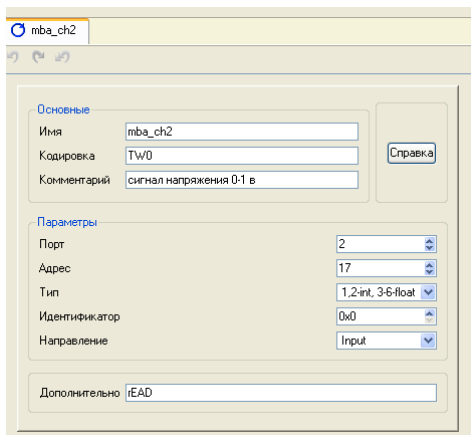 mba_ch2
Основные
Имя mba_ch2
Кодировка TW0
Комментарий сигнал напряжения 0-1 в
Справка
Параметры
Порт 2
Адрес 17
Тип 1,2-int, 3-6-float
Идентификатор 0x0
Направление Input
Дополнительно rEAD